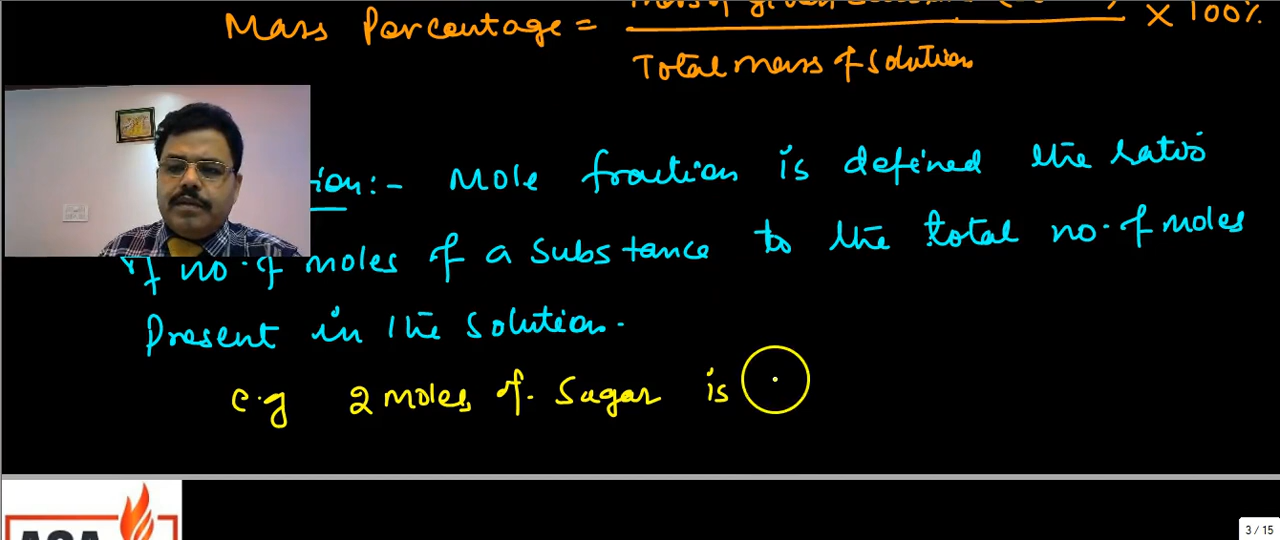 Mass Percentage = × 100%
Total mass of solution
ion:- Mole fraction is defined the ratio
of no. of moles of a substance to the total no. of moles
Present in the solution.
e.g 2 moles of Sugar is
3 / 15